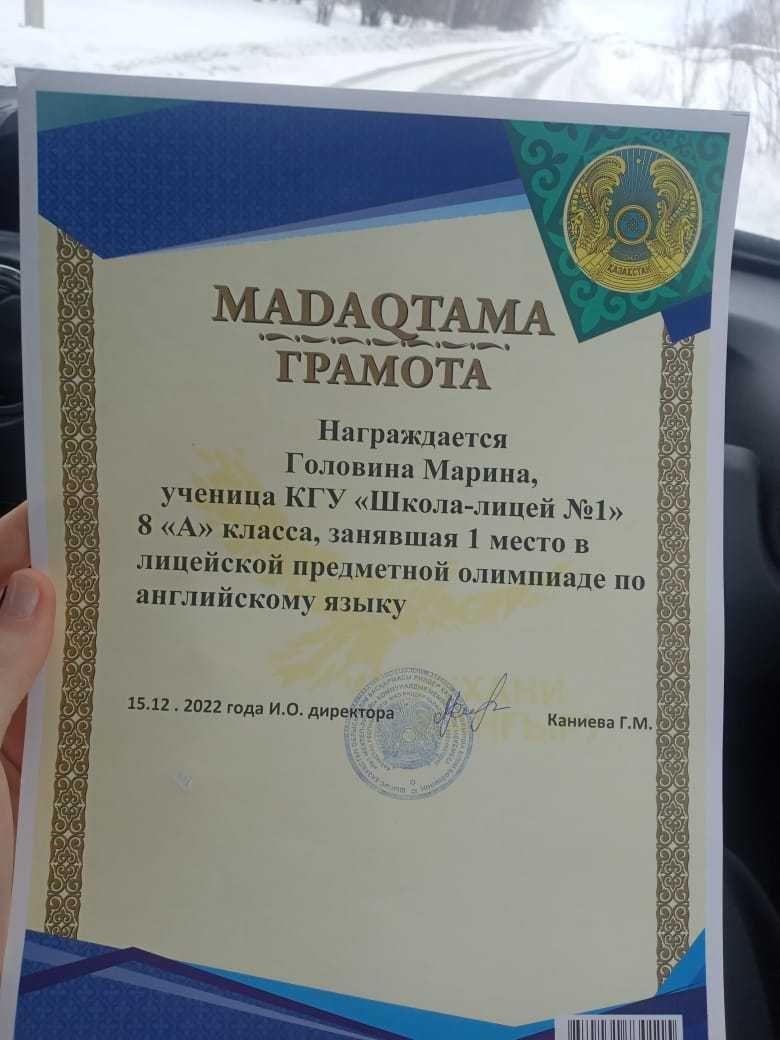 ҚАЗАҚСТАН
MADAQTAMA
ГРАМОТА
Награждается
Головина Марина,
ученица КГУ «Школа-лицей №1»
8 «А» класса, занявшая 1 место в
лицейской предметной олимпиаде по
английскому языку
15.12 . 2022 года И.О. директора
Каниева Г.М.